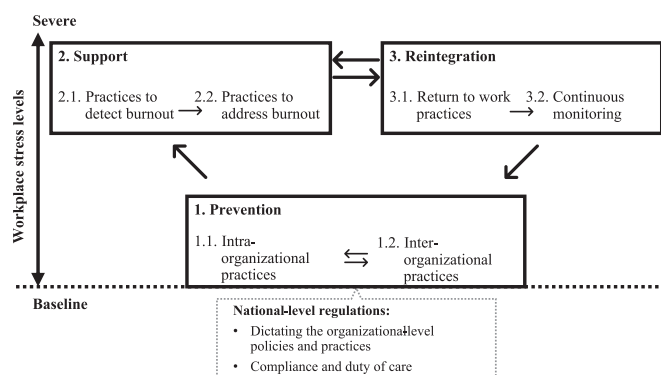 Severe
Workplace stress levels
2. Support
2.1. Practices to
detect burnout
2.2. Practices to
address burnout
3. Reintegration
3.1. Return to work
practices
3.2. Continuous
monitoring
1. Prevention
1.1. Intra-
organizational
practices
1.2. Inter-
organizational
practices
Baseline
National-level regulations:
• Dictating the organizational-level
policies and practices
• Compliance and duty of care